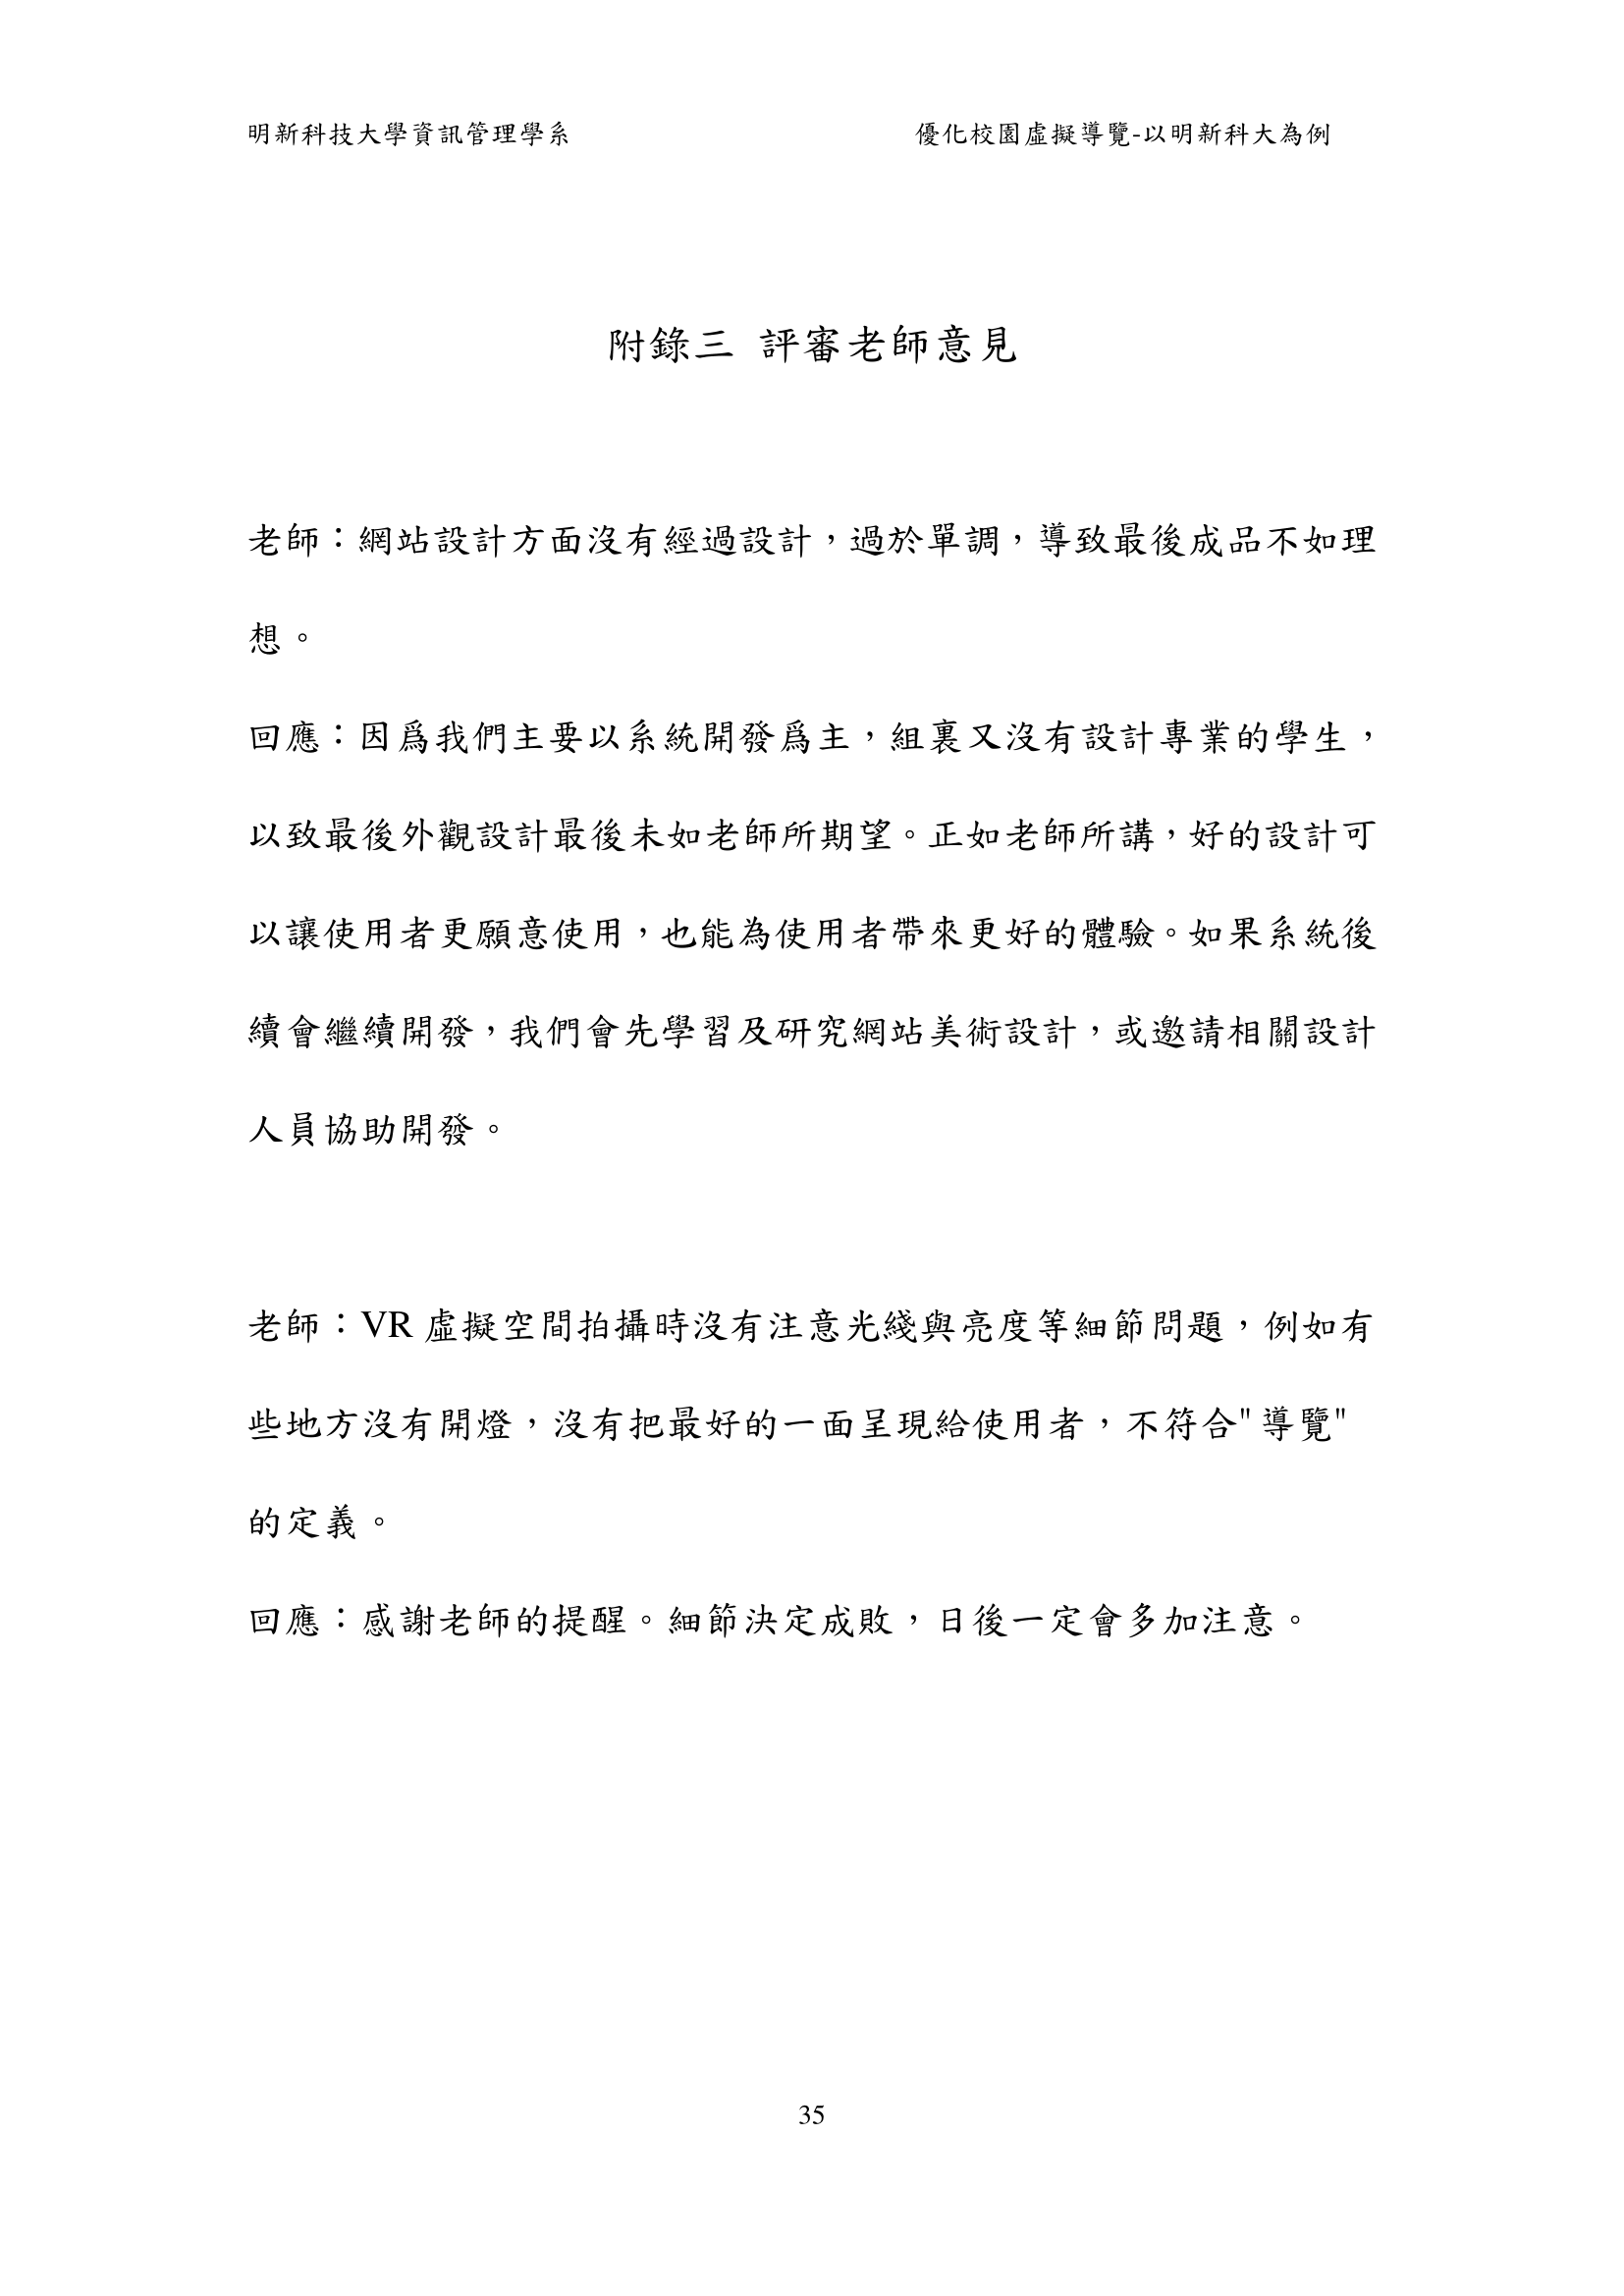 明新科技大學資訊管理學系 優化校園虛擬導覽-以明新科大為例
附錄三 評審老師意見
老師：網站設計方面沒有經過設計，過於單調，導致最後成品不如理
想。
回應：因爲我們主要以系統開發爲主，組裏又沒有設計專業的學生，
以致最後外觀設計最後未如老師所期望。正如老師所講，好的設計可
以讓使用者更願意使用，也能為使用者帶來更好的體驗。如果系統後
續會繼續開發，我們會先學習及研究網站美術設計，或邀請相關設計
人員協助開發。
老師：VR 虛擬空間拍攝時沒有注意光綫與亮度等細節問題，例如有
些地方沒有開燈，沒有把最好的一面呈現給使用者，不符合" 導覽"
的定義。
回應：感謝老師的提醒。細節決定成敗，日後一定會多加注意。
35